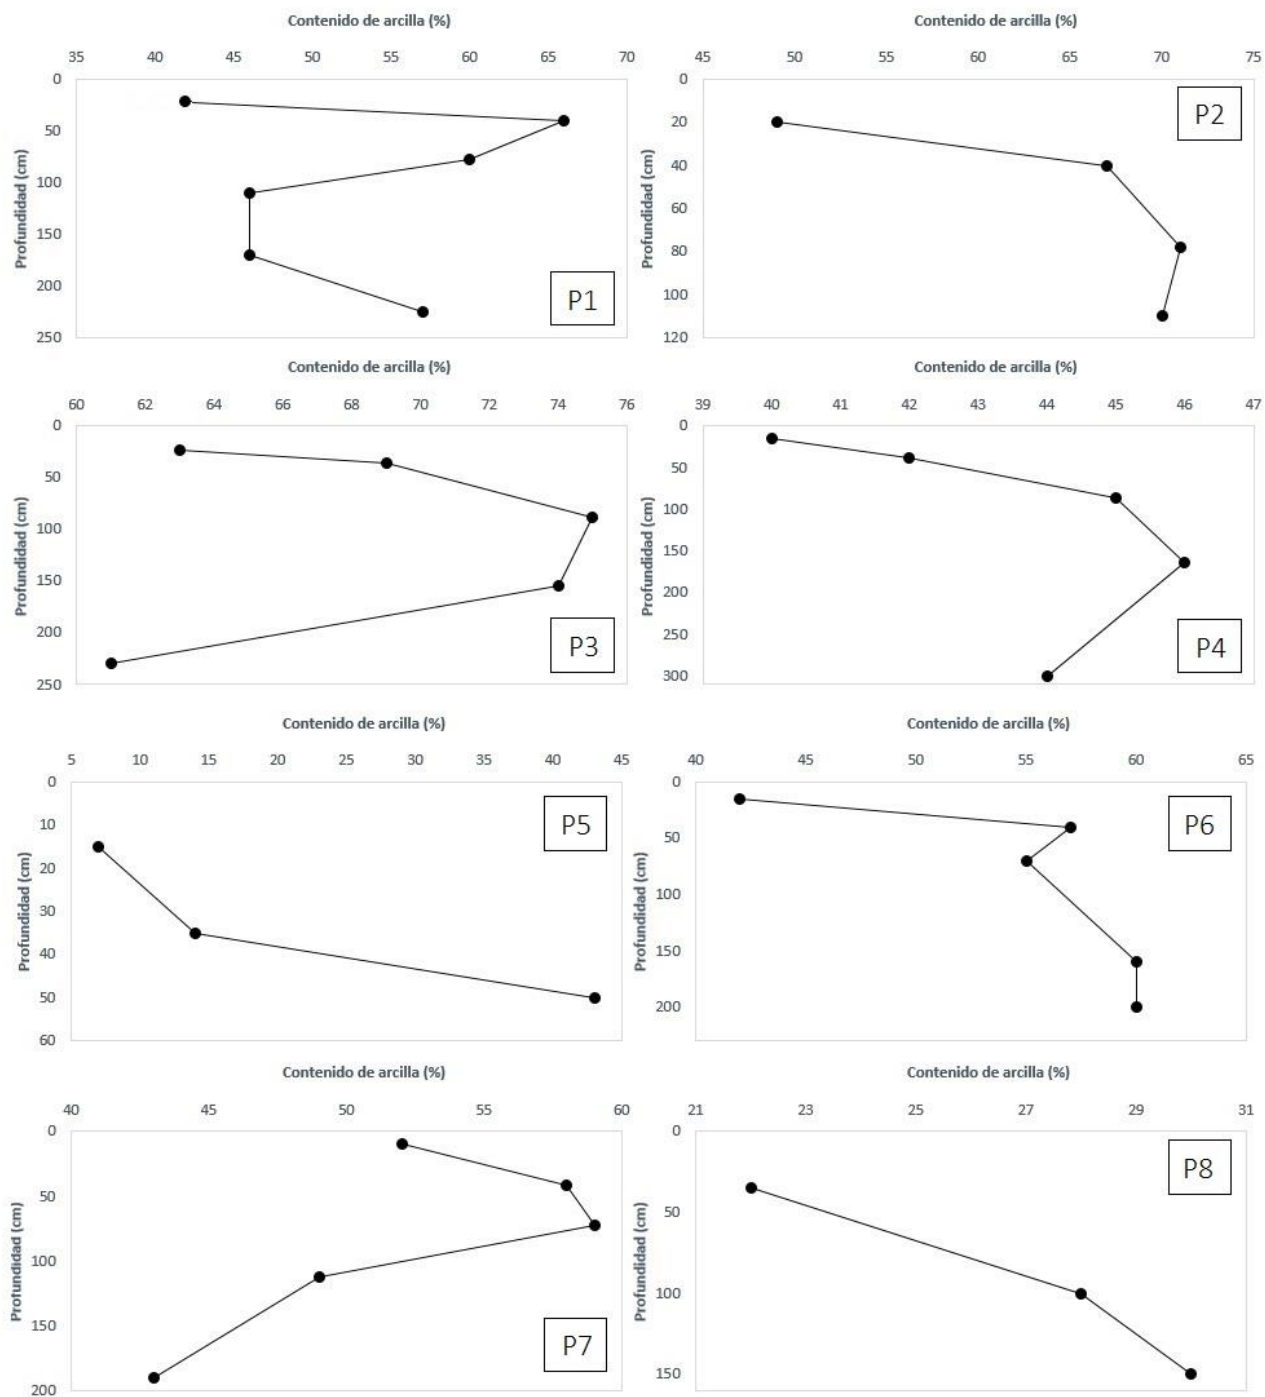 Contenido de arcilla (%)
35 40 45 50 55 60 65 70
0
50
100
150
200
250
Profundidad (cm)
P1
Contenido de arcilla (%)
45 50 55 60 65 70 75
0
20
40
60
80
100
120
Profundidad (cm)
P2
Contenido de arcilla (%)
60 62 64 66 68 70 72 74 76
0
50
100
150
200
250
Profundidad (cm)
P3
Contenido de arcilla (%)
39 40 41 42 43 44 45 46 47
0
50
100
150
200
250
300
Profundidad (cm)
P4
Contenido de arcilla (%)
5 10 15 20 25 30 35 40 45
0
10
20
30
40
50
60
Profundidad (cm)
P5
Contenido de arcilla (%)
40 45 50 55 60 65
0
50
100
150
200
Profundidad (cm)
P6
Contenido de arcilla (%)
40 45 50 55 60
0
50
100
150
200
Profundidad (cm)
P7
Contenido de arcilla (%)
21 23 25 27 29 31
0
50
100
150
Profundidad (cm)
P8